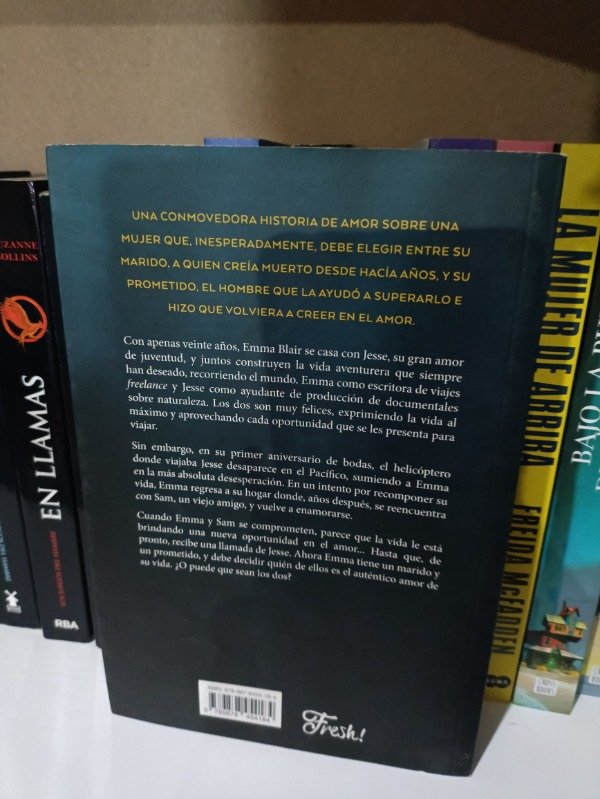 UNA CONMOVEDORA HISTORIA DE AMOR SOBRE UNA
MUJER QUE, INESPERADAMENTE, DEBE ELEGIR ENTRE SU
MARIDO, A QUIEN CREÍA MUERTO DESDE HACÍA AÑOS, Y SU
PROMETIDO, EL HOMBRE QUE LA AYUDÓ A SUPERARLO E
HIZO QUE VOLVIERA A CREER EN EL AMOR.
Con apenas veinte años, Emma Blair se casa con Jesse, su gran amor
de juventud, y juntos construyen la vida aventurera que siempre
han deseado, recorriendo el mundo. Emma como escritora de viajes
freelance y Jesse como ayudante de producción de documentales
sobre naturaleza. Los dos son muy felices, exprimiendo la vida al
máximo y aprovechando cada oportunidad que se les presenta para
viajar.
Sin embargo, en su primer aniversario de bodas, el helicóptero
donde viajaba Jesse desaparece en el Pacífico, sumiendo a Emma
en la más absoluta desesperación. En un intento por recomponer su
vida, Emma regresa a su hogar donde, años después, se reencuentra
con Sam, un viejo amigo, y vuelve a enamorarse.
Cuando Emma y Sam se comprometen, parece que la vida le está
brindando una nueva oportunidad en el amor... Hasta que, de
pronto, recibe una llamada de Jesse. Ahora Emma tiene un marido y
un prometido, y debe decidir quién de ellos es el auténtico amor de
su vida. ¿O puede que sean los dos?
Fresh!
UZANNE
OLLINS
EN LLAMAS
RBA
LA MUJER DE ARRIBA
FREIDA McFADDEN
UMA
BAJO LA
CROSS
BOOKS